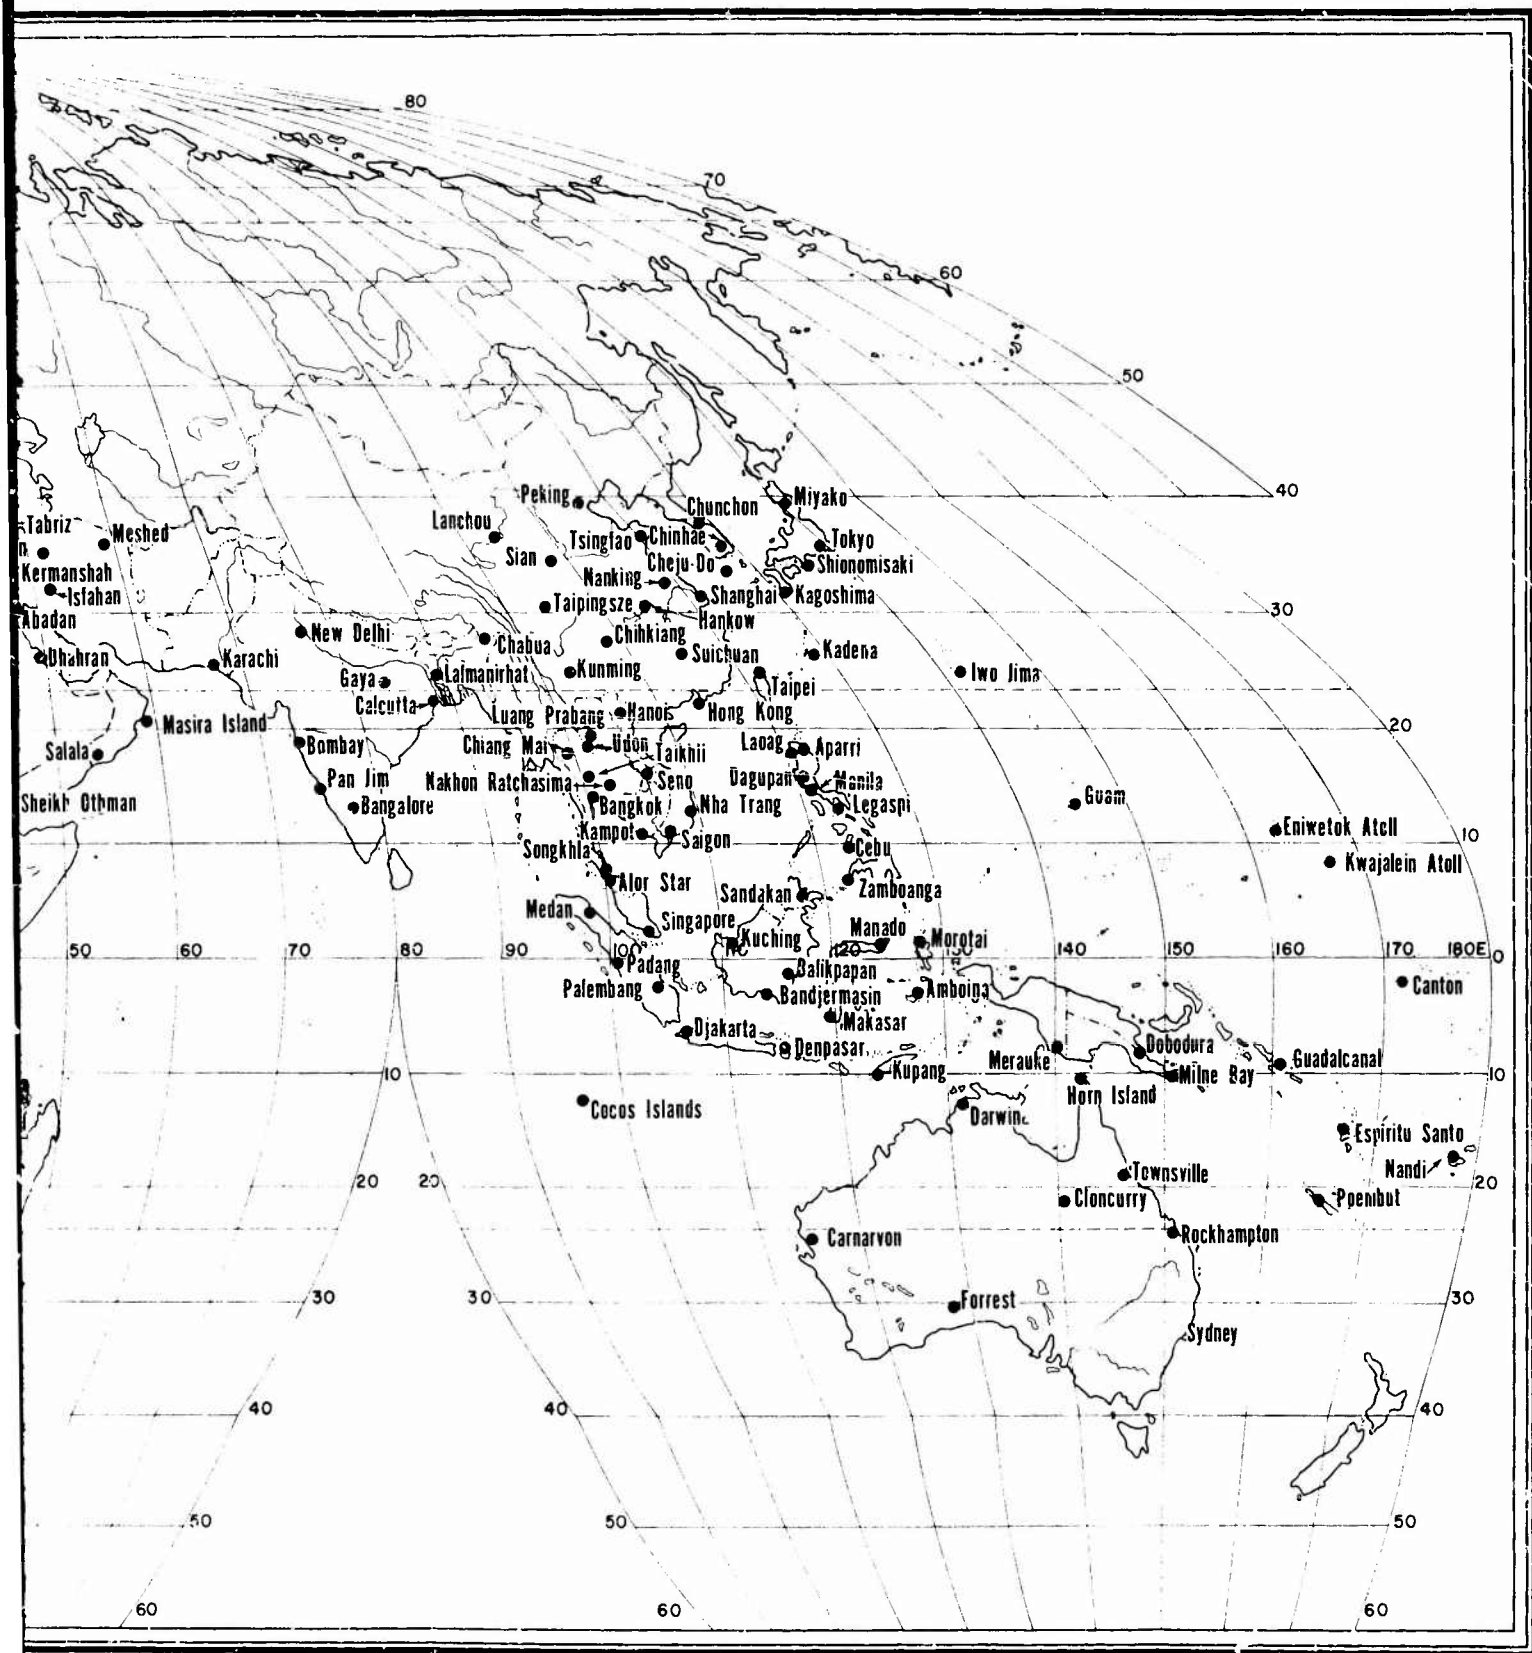 80
70
60
50
40
30
20
10
Peking
Miyako
Chunchon
Lanchou
Tabriz
Meshed
Tsingtao
Chinhae
Tokyo
n
Sian
Cheju-Do
Shionomisaki
Kermanshah
Nanking
Isfahan
Taipingsze
Shanghai
Kagoshima
Abadan
Hankow
New Delhi
Chihkiang
Chabua
Suichuan
Kadena
Dhahran
Karachi
Lalmanirhat
Kunming
Iwo Jima
Gaya
Taipei
Calcutta
Luang Prabang
Hanoi
Hong Kong
Masira Island
Bombay
Chiang Mai
Udon
Taikhii
Laoag
Aparri
Salala
Pan Jim
Nakhon Ratchasima
Seno
Dagupan
Manila
Sheikh Othman
Bangalore
Bangkok
Nha Trang
Legaspi
Guam
Kampot
Saigon
Eniwetok Atoll
Songkhla
Cebu
Kwajalein Atoll
Alor Star
Sandakan
Zamboanga
Medan
Singapore
Manado
Kuching
Morotai
50
60
70
80
90
100
110
120
130
140
150
160
170
180E
0
Padang
Balikpapan
Palembang
Bandjermasin
Amboina
Canton
Djakarta
Makasar
Denpasar
Merauke
Dobodura
Guadalcanal
10
Kupang
Milne Bay
10
Cocos Islands
Horn Island
Darwin
Espiritu Santo
Townsville
Nandi
20
20
20
Cloncurry
Poembut
Carnarvon
Rockhampton
30
30
Forrest
30
Sydney
40
40
40
50
50
50
60
60
60